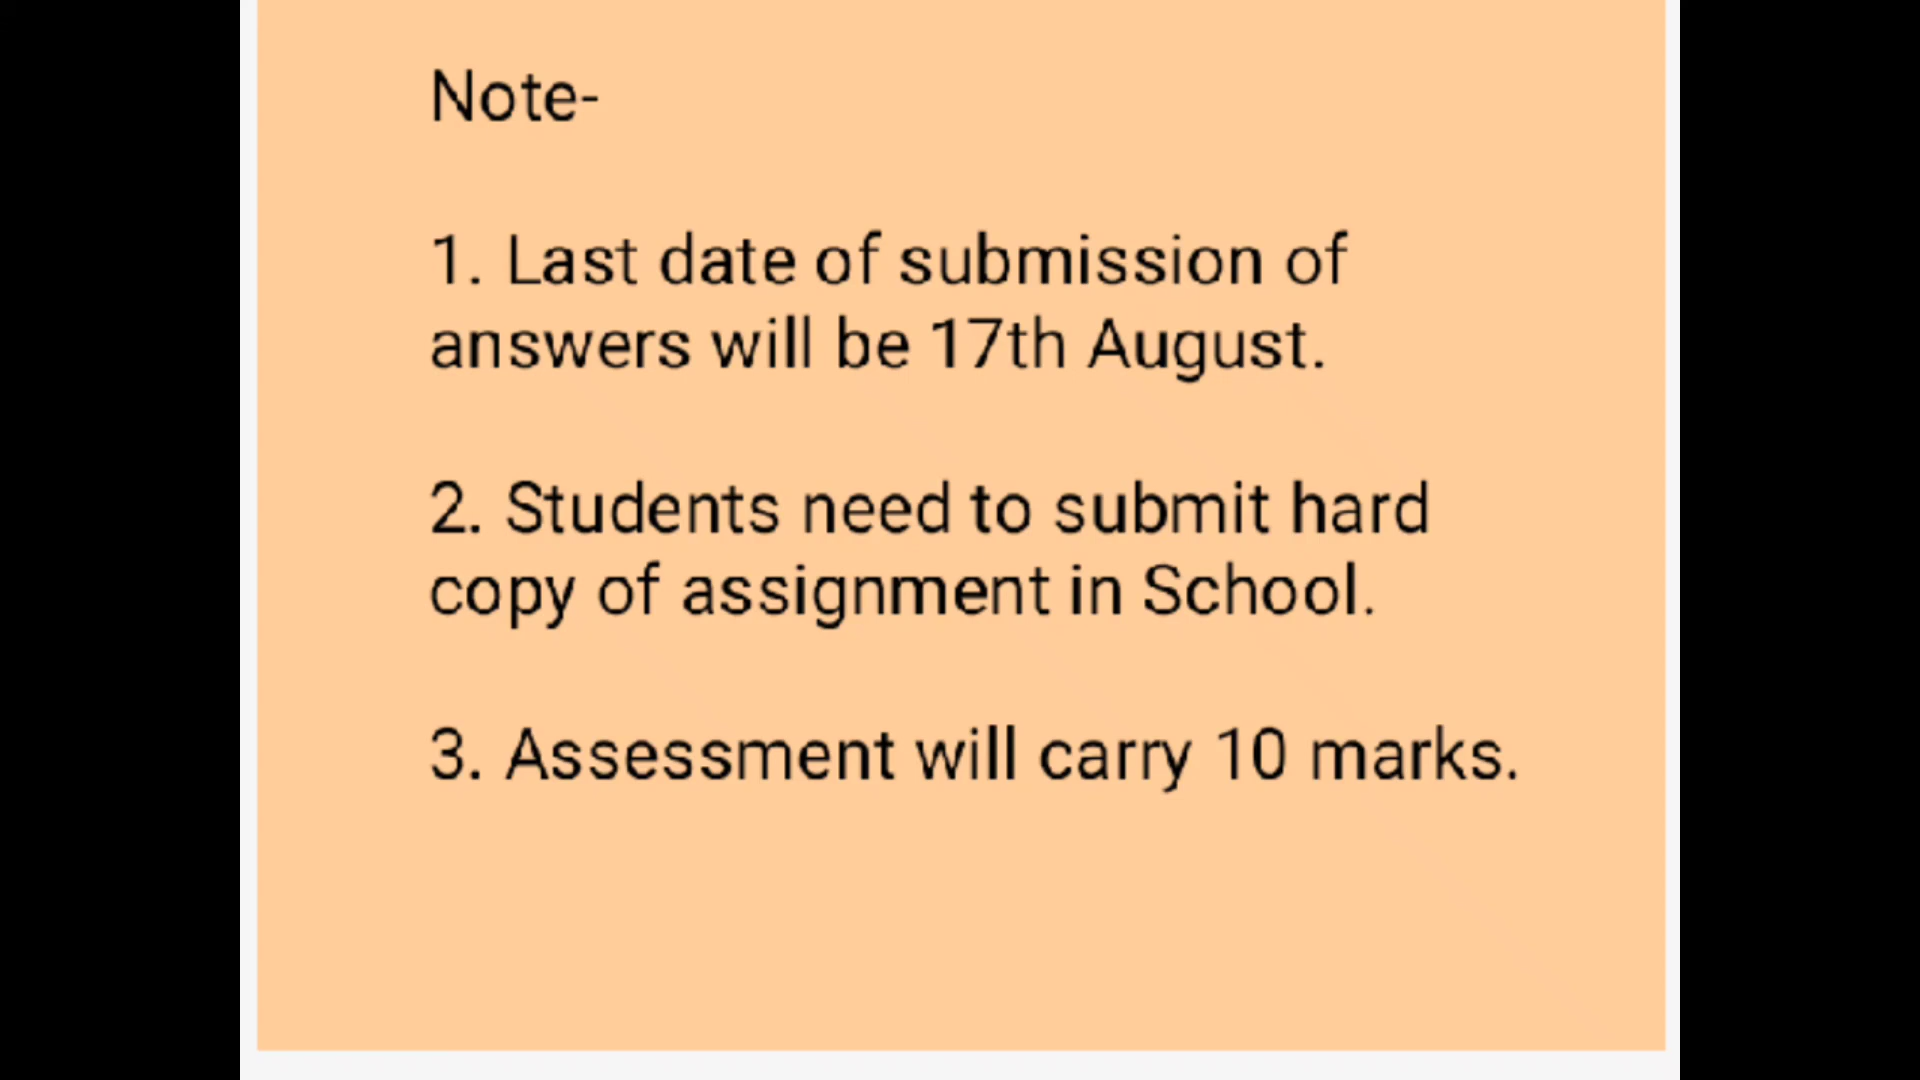 Note-
1. Last date of submission of
answers will be 17th August.
2. Students need to submit hard
copy of assignment in School.
3. Assessment will carry 10 marks.